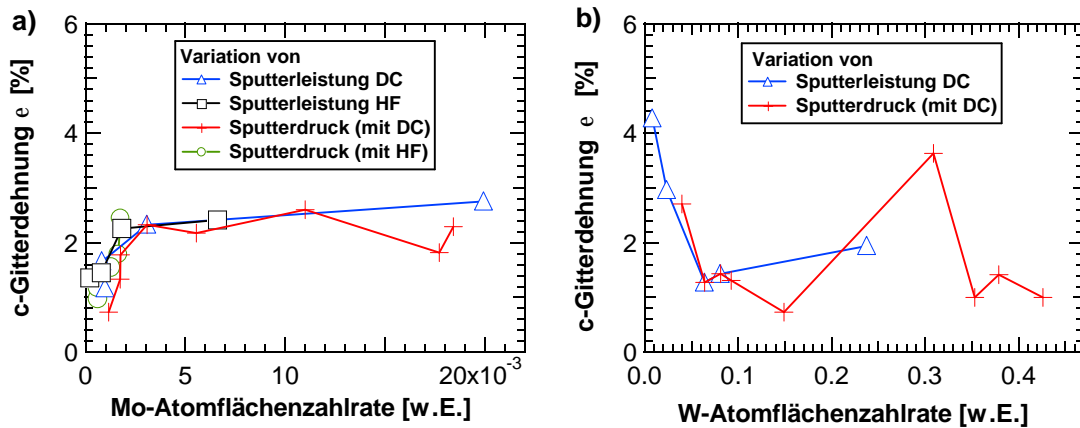 a)
c-Gitterdehnung e [%]
6
4
2
0
Variation von
Sputterleistung DC
Sputterleistung HF
Sputterdruck (mit DC)
Sputterdruck (mit HF)
0
5
10
20x10⁻³
Mo-Atomflächenzahlrate [w.E.]
b)
c-Gitterdehnung e [%]
6
4
2
0
Variation von
Sputterleistung DC
Sputterdruck (mit DC)
0.0
0.1
0.2
0.3
0.4
W-Atomflächenzahlrate [w.E.]